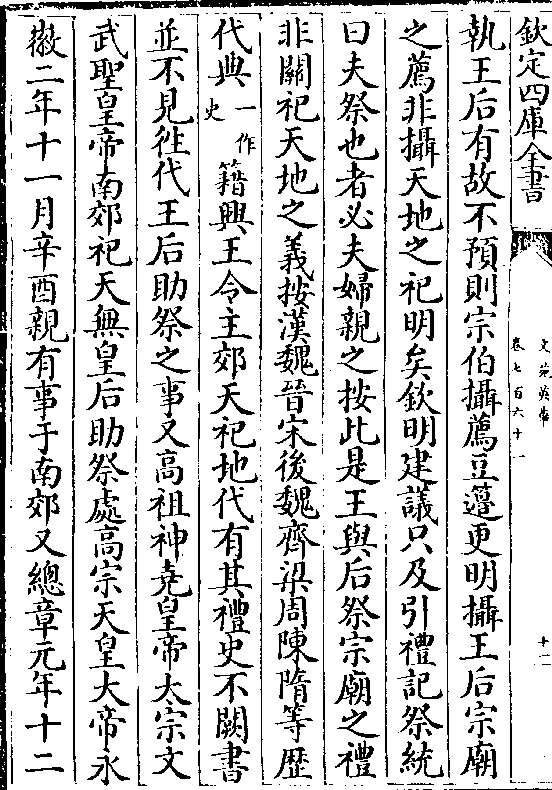 欽定四庫全書
文苑英華
卷七百六十一
十二
執王后有故不預則宗伯攝薦豆籩更明攝王后宗廟
之薦非攝天地之祀明矣欽明建議只及引禮記祭統
曰夫祭也者必夫婦親之按此是王與后祭宗廟之禮
非關祀天地之義按漢魏晉宋後魏齊梁周陳隋等歴
代典一作史籍興王令主郊天祀地代有其禮史不闕書
並不見徃代王后助祭之事又高祖神堯皇帝太宗文
武聖皇帝南郊祀天無皇后助祭處高宗天皇大帝永
徽二年十一月辛酉親有事于南郊又總章元年十二